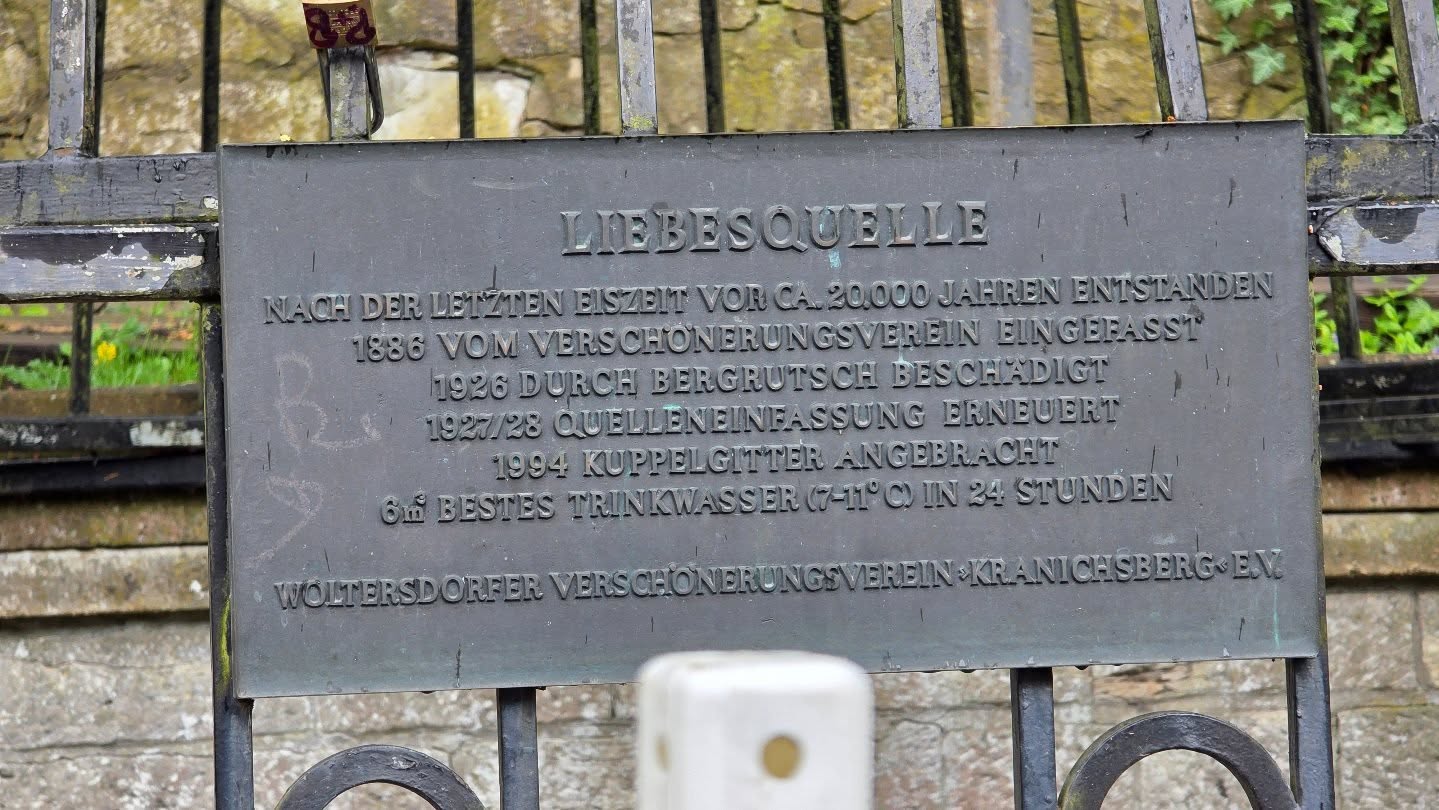 LIEBESQUELLE
NACH DER LETZTEN EISZEIT VOR CA. 20.000 JAHREN ENTSTANDEN
1886 VOM VERSCHÖNERUNGSVEREIN EINGEFASST
1926 DURCH BERGRUTSCH BESCHÄDIGT
1927/28 QUELLENEINFASSUNG ERNEUERT
1994 KUPPELGITTER ANGEBRACHT
6m³ BESTES TRINKWASSER (7-11°C) IN 24 STUNDEN
WOLTERSDORFER VERSCHÖNERUNGSVEREIN »KRANICHSBERG« E.V.